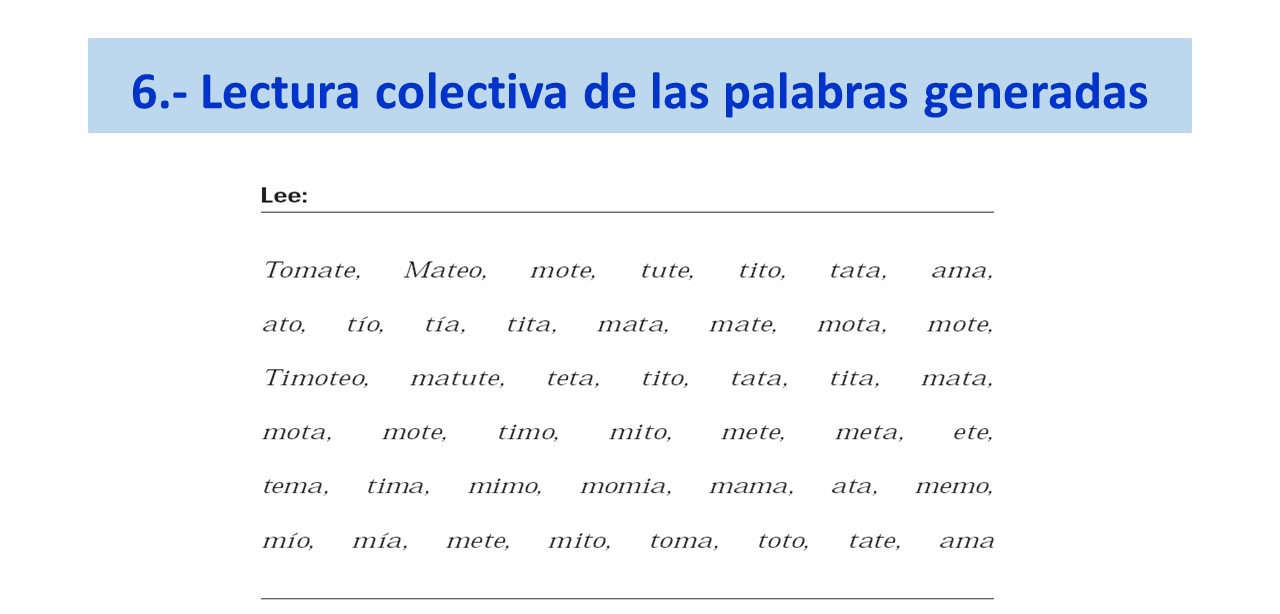 6.- Lectura colectiva de las palabras generadas
Lee:
Tomate, Mateo, mote, tute, tito, tata, ama,
ato, tío, tía, tita, mata, mate, mota, mote,
Timoteo, matute, teta, tito, tata, tita, mata,
mota, mote, timo, mito, mete, meta, ete,
tema, tima, mimo, momia, mama, ata, memo,
mío, mía, mete, mito, toma, toto, tate, ama